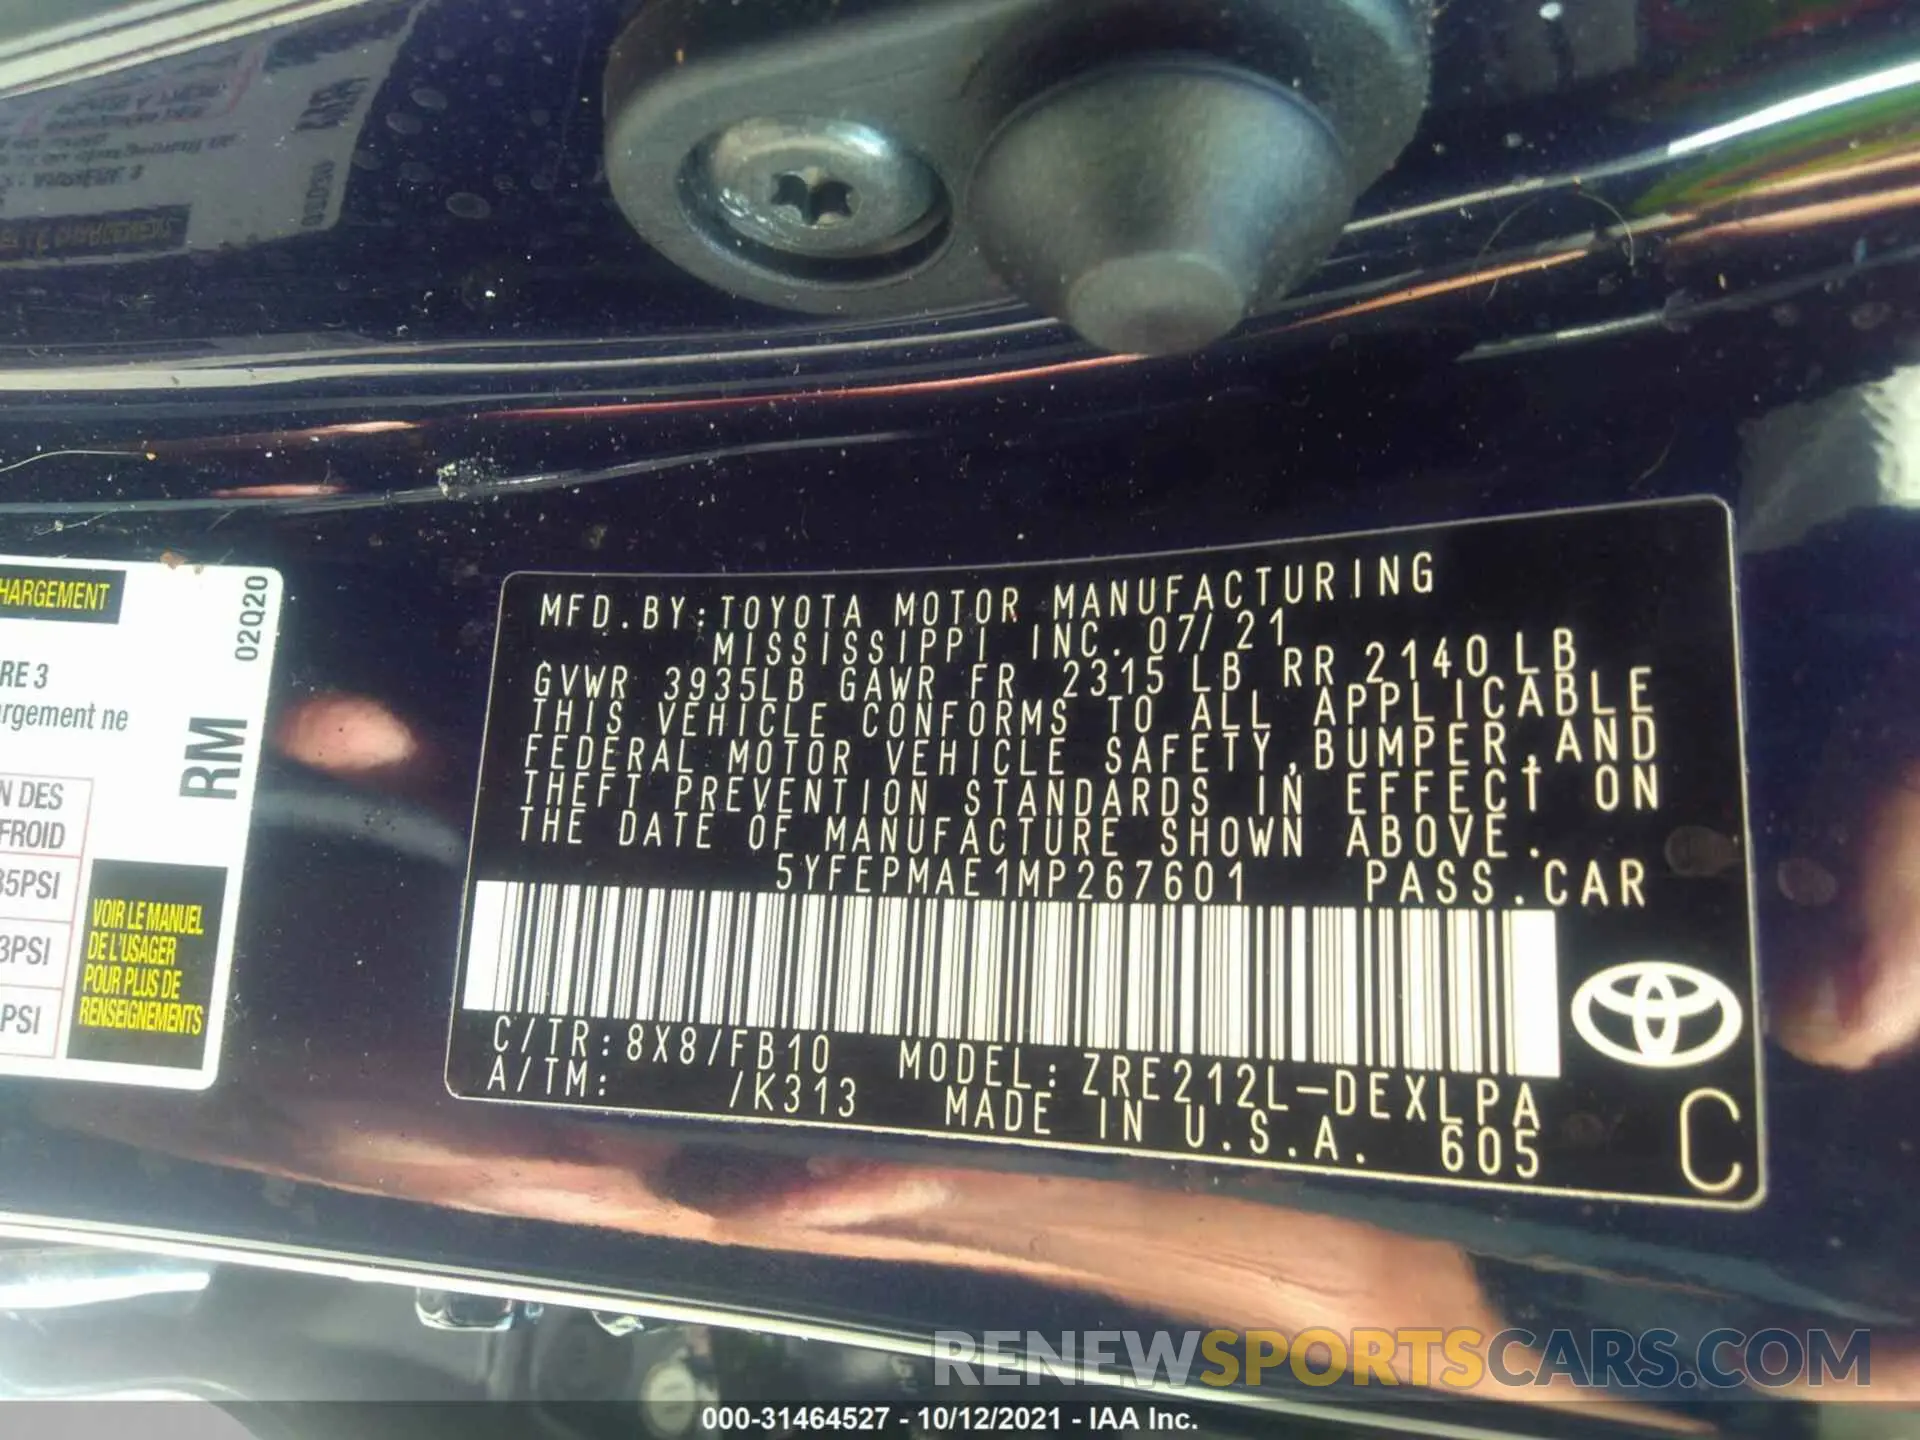 HARGEMENT
02Q20
RE 3
rgement ne
RM
N DES
FROID
35PSI
3PSI
PSI
VOIR LE MANUEL
DE L'USAGER
POUR PLUS DE
RENSEIGNEMENTS
MFD.BY:TOYOTA MOTOR MANUFACTURING
MISSISSIPPI INC. 07/21
GVWR 3935LB GAWR FR 2315 LB RR 2140LB
THIS VEHICLE CONFORMS TO ALL APPLICABLE
FEDERAL MOTOR VEHICLE SAFETY,BUMPER,AND
THEFT PREVENTION STANDARDS IN EFFECT ON
THE DATE OF MANUFACTURE SHOWN ABOVE.
5YFEPMAE1MP267601 PASS.CAR
C/TR:8X8/FB10 MODEL:ZRE212L-DEXLPA
A/TM: /K313 MADE IN U.S.A. 605
C
RENEWSPORTSCARS.COM
000-31464527 - 10/12/2021 - IAA Inc.